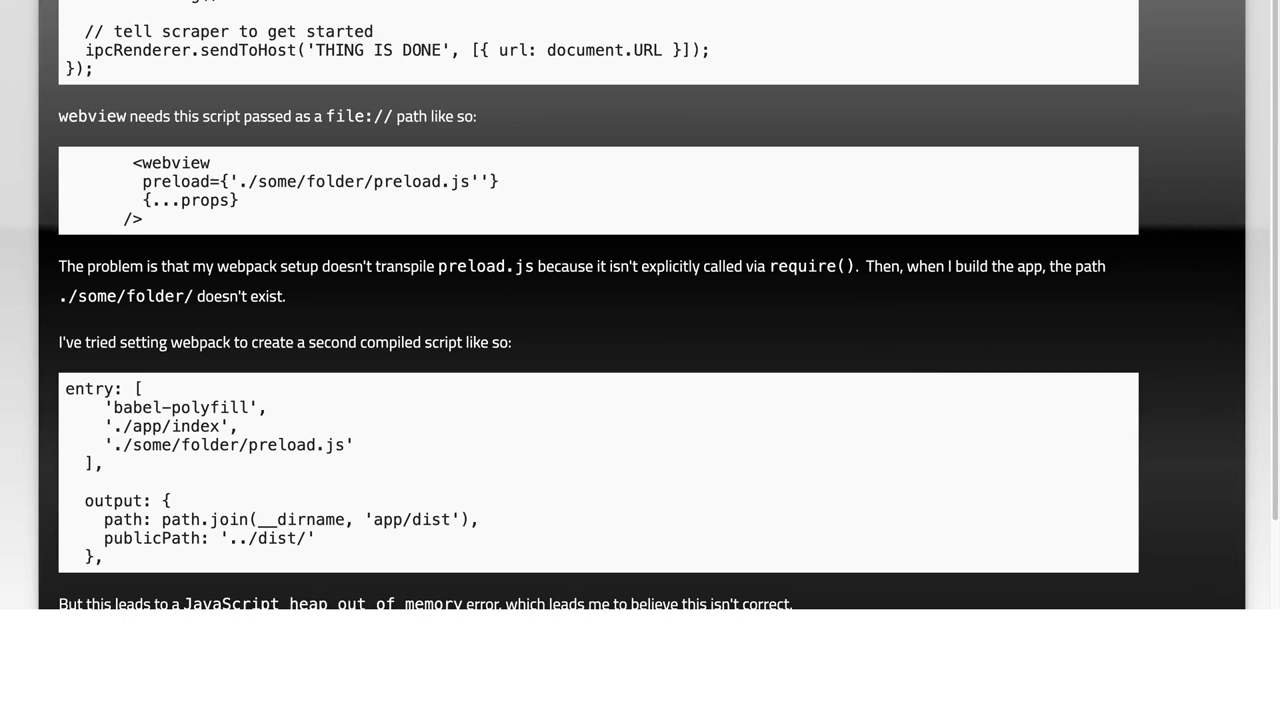 // tell scraper to get started
ipcRenderer.sendToHost('THING IS DONE', [{ url: document.URL }]);
});
webview needs this script passed as a file:// path like so:
<webview
preload={'./some/folder/preload.js''}
{...props}
/>
The problem is that my webpack setup doesn't transpile preload.js because it isn't explicitly called via require(). Then, when I build the app, the path
./some/folder/ doesn't exist.
I've tried setting webpack to create a second compiled script like so:
entry: [
'babel-polyfill',
'./app/index',
'./some/folder/preload.js'
],
output: {
path: path.join(__dirname, 'app/dist'),
publicPath: '../dist/'
},
But this leads to a JavaScript heap out of memory error, which leads me to believe this isn't correct.